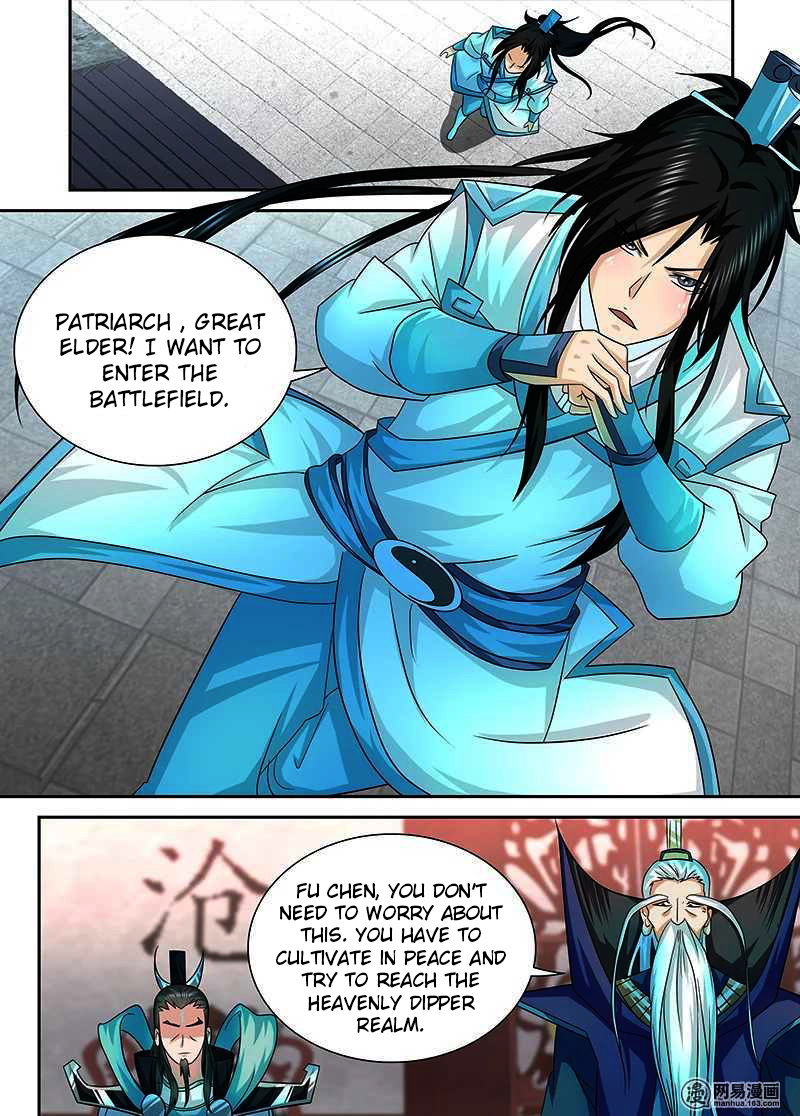 PATRIARCH , GREAT
ELDER! I WANT TO
ENTER THE
BATTLEFIELD.
沧
FU CHEN, YOU DON'T
NEED TO WORRY ABOUT
THIS. YOU HAVE TO
CULTIVATE IN PEACE AND
TRY TO REACH THE
HEAVENLY DIPPER
REALM.
网易漫画
manhua.163.com